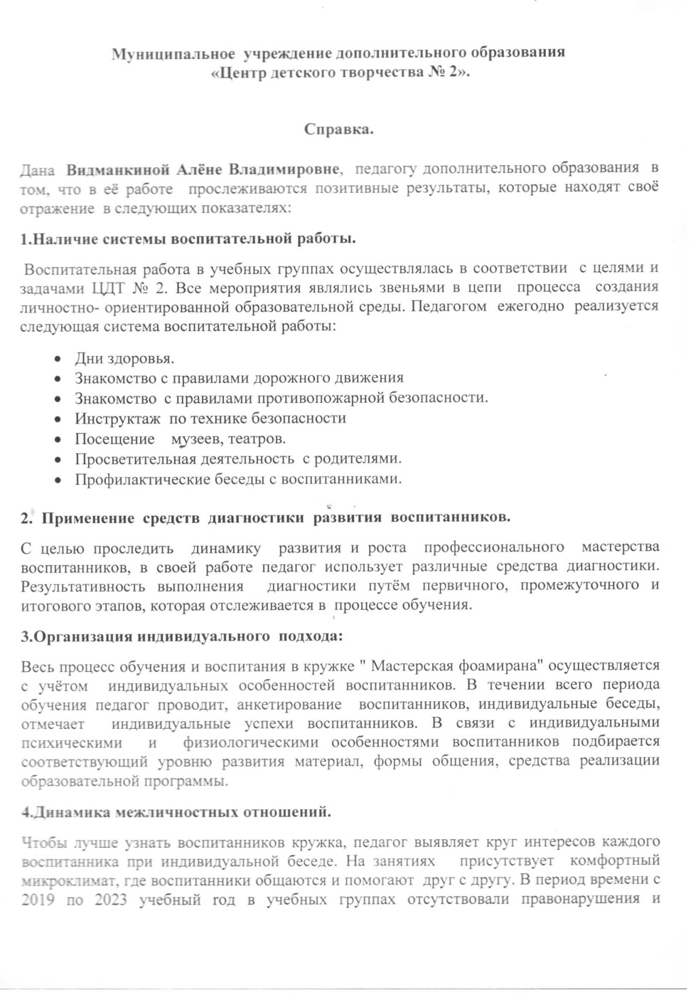 Муниципальное учреждение дополнительного образования
«Центр детского творчества № 2».
Справка.
Дана Видманкиной Алёне Владимировне, педагогу дополнительного образования в
том, что в её работе прослеживаются позитивные результаты, которые находят своё
отражение в следующих показателях:
1.Наличие системы воспитательной работы.
Воспитательная работа в учебных группах осуществлялась в соответствии с целями и
задачами ЦДТ № 2. Все мероприятия являлись звеньями в цепи процесса создания
личностно- ориентированной образовательной среды. Педагогом ежегодно реализуется
следующая система воспитательной работы:
• Дни здоровья.
• Знакомство с правилами дорожного движения
• Знакомство с правилами противопожарной безопасности.
• Инструктаж по технике безопасности
• Посещение музеев, театров.
• Просветительная деятельность с родителями.
• Профилактические беседы с воспитанниками.
2. Применение средств диагностики развития воспитанников.
С целью проследить динамику развития и роста профессионального мастерства
воспитанников, в своей работе педагог использует различные средства диагностики.
Результативность выполнения диагностики путём первичного, промежуточного и
итогового этапов, которая отслеживается в процессе обучения.
3.Организация индивидуального подхода:
Весь процесс обучения и воспитания в кружке " Мастерская фоамирана" осуществляется
с учётом индивидуальных особенностей воспитанников. В течении всего периода
обучения педагог проводит, анкетирование воспитанников, индивидуальные беседы,
отмечает индивидуальные успехи воспитанников. В связи с индивидуальными
психическими и физиологическими особенностями воспитанников подбирается
соответствующий уровню развития материал, формы общения, средства реализации
образовательной программы.
4.Динамика межличностных отношений.
Чтобы лучше узнать воспитанников кружка, педагог выявляет круг интересов каждого
воспитанника при индивидуальной беседе. На занятиях присутствует комфортный
микроклимат, где воспитанники общаются и помогают друг с другу. В период времени с
2019 по 2023 учебный год в учебных группах отсутствовали правонарушения и